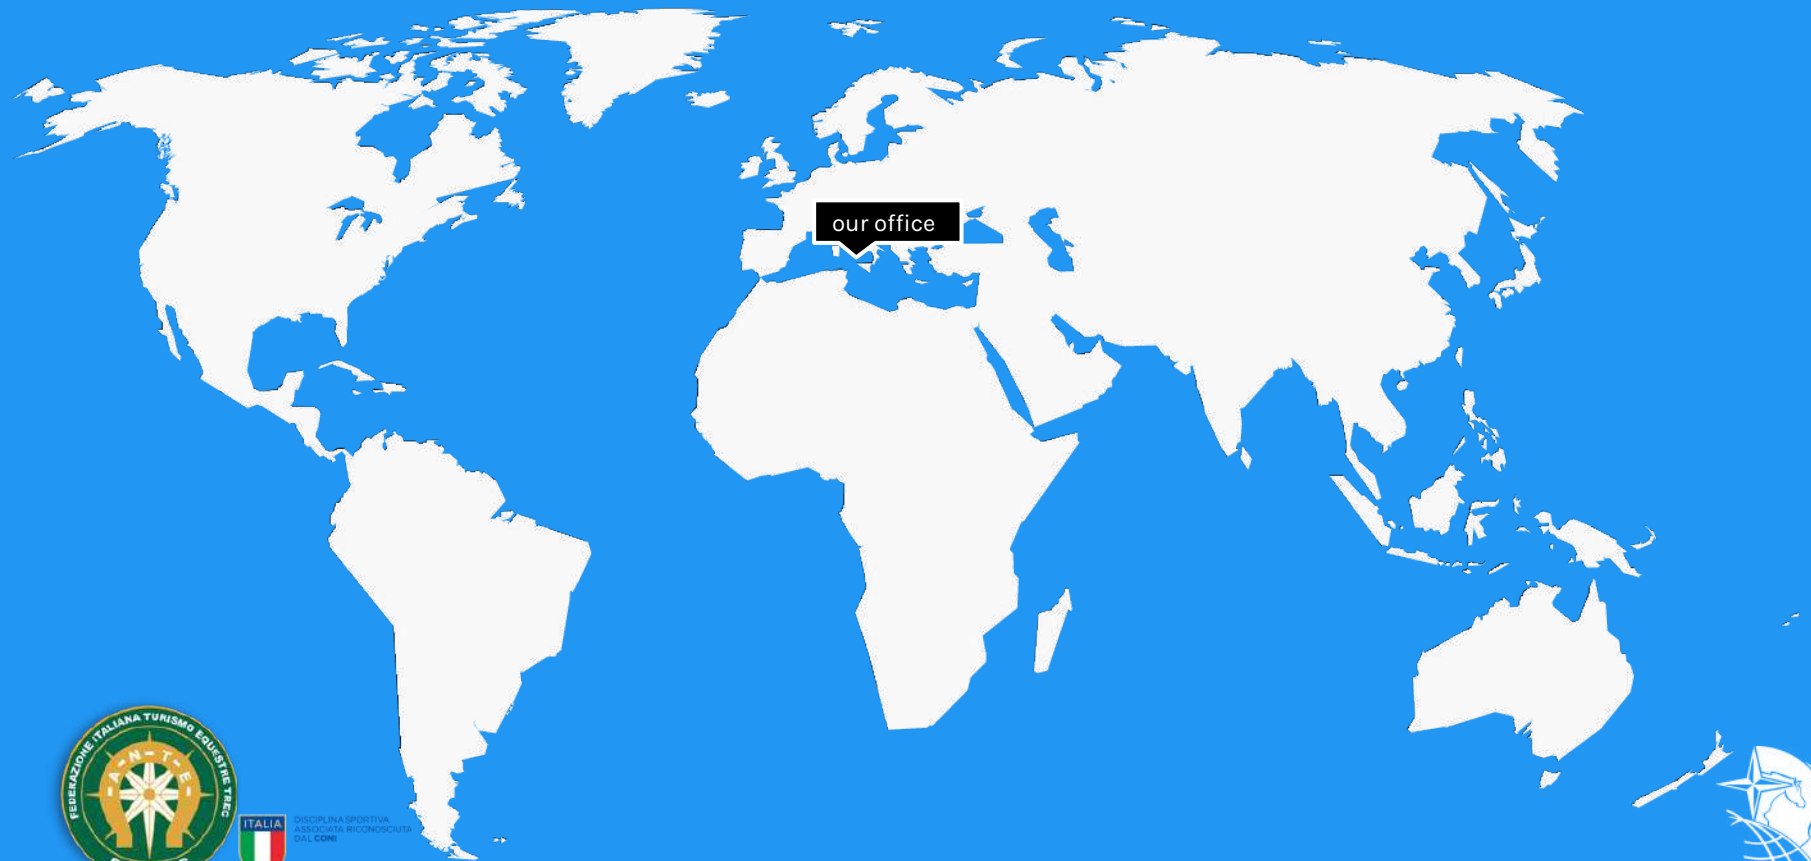 our office
FEDERAZIONE ITALIANA TURISMO EQUESTRE TREC
A-N-T-E
ITALIA
DISCIPLINA SPORTIVA
ASSOCIATA RICONOSCIUTA
DAL CONI